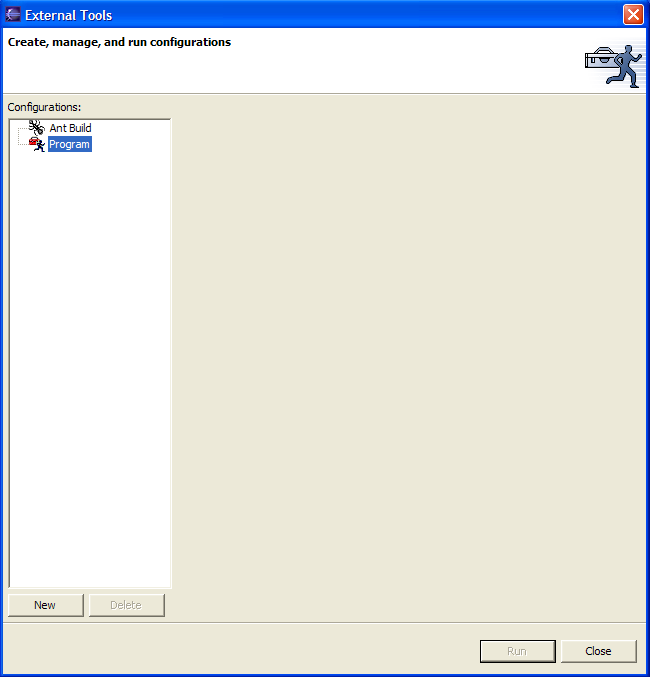 External Tools
Create, manage, and run configurations
Configurations:
Ant Build
Program
New
Delete
Run
Close